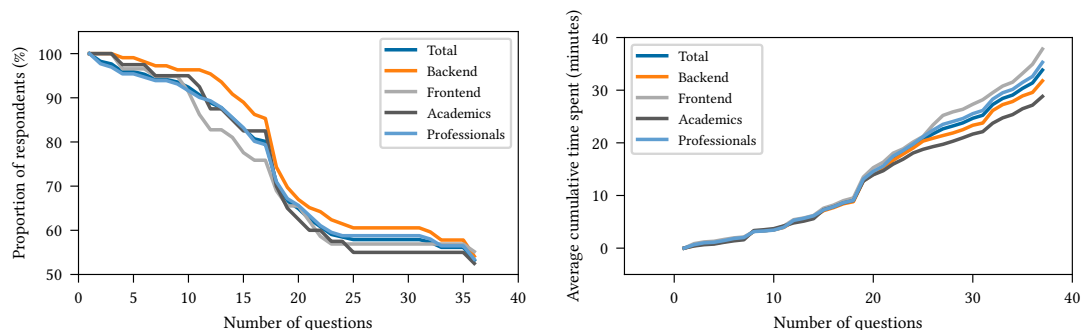 Proportion of respondents (%)
100
90
80
70
60
50
0
5
10
15
20
25
30
35
40
Number of questions
Total
Backend
Frontend
Academics
Professionals
Average cumulative time spent (minutes)
40
30
20
10
0
0
10
20
30
40
Number of questions
Total
Backend
Frontend
Academics
Professionals